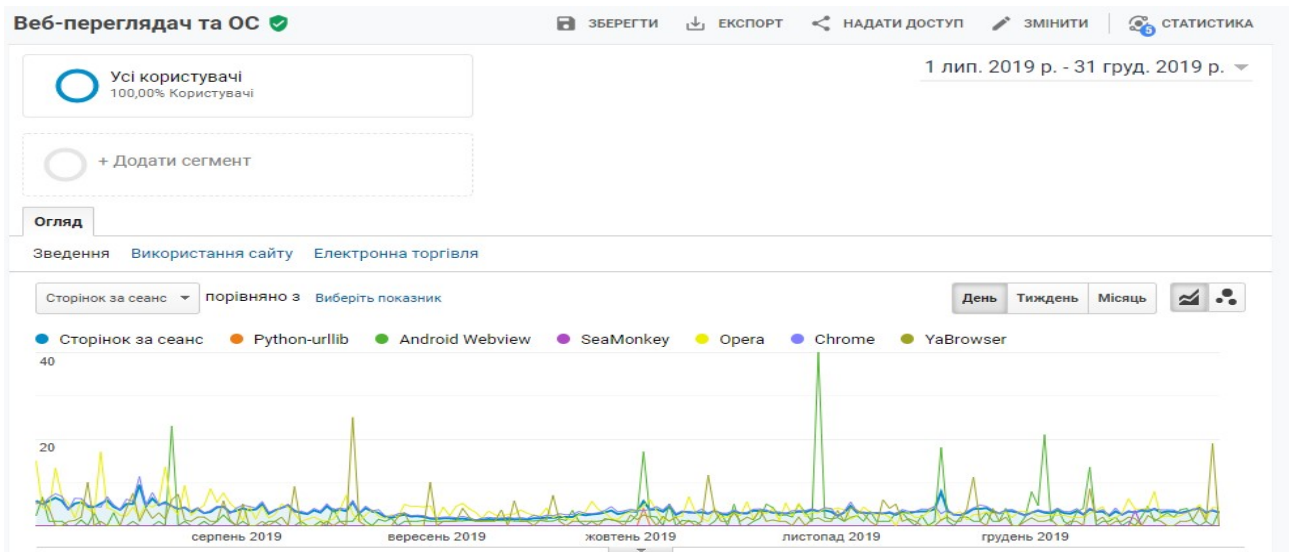 Веб-переглядач та ОС
ЗБЕРЕГТИ ЕКСПОРТ НАДАТИ ДОСТУП ЗМІНИТИ 5 СТАТИСТИКА
Усі користувачі
100,00% Користувачі
1 лип. 2019 р. - 31 груд. 2019 р.
+ Додати сегмент
Огляд
Зведення Використання сайту Електронна торгівля
Сторінок за сеанс порівняно з Виберіть показник День Тиждень Місяць
Сторінок за сеанс Python-urllib Android Webview SeaMonkey Opera Chrome YaBrowser
40
20
серпень 2019 вересень 2019 жовтень 2019 листопад 2019 грудень 2019